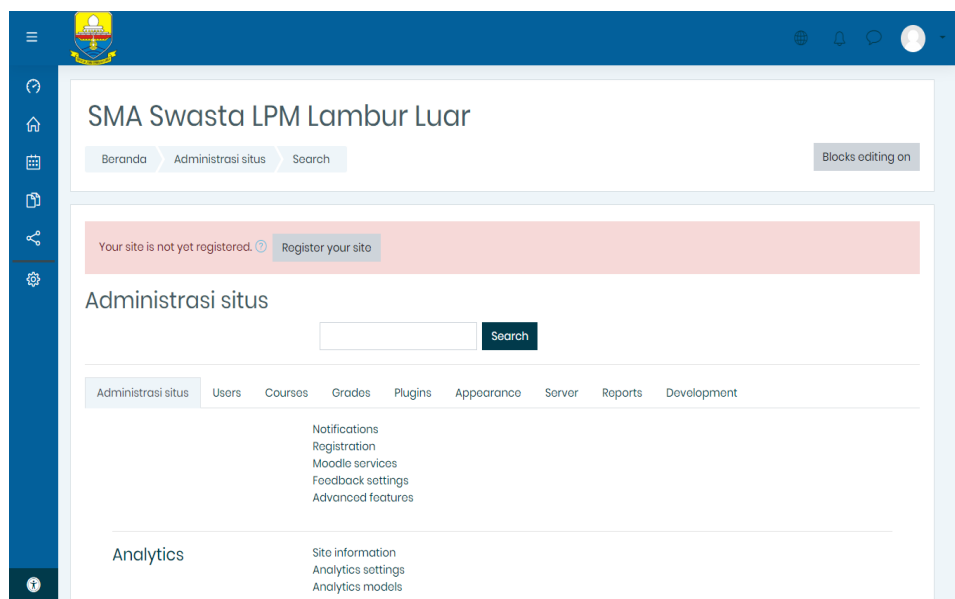 SMA Swasta LPM Lambur Luar
Beranda Administrasi situs Search
Blocks editing on
Your site is not yet registered. Register your site
Administrasi situs
Search
Administrasi situs Users Courses Grades Plugins Appearance Server Reports Development
Notifications
Registration
Moodle services
Feedback settings
Advanced features
Analytics
Site information
Analytics settings
Analytics models